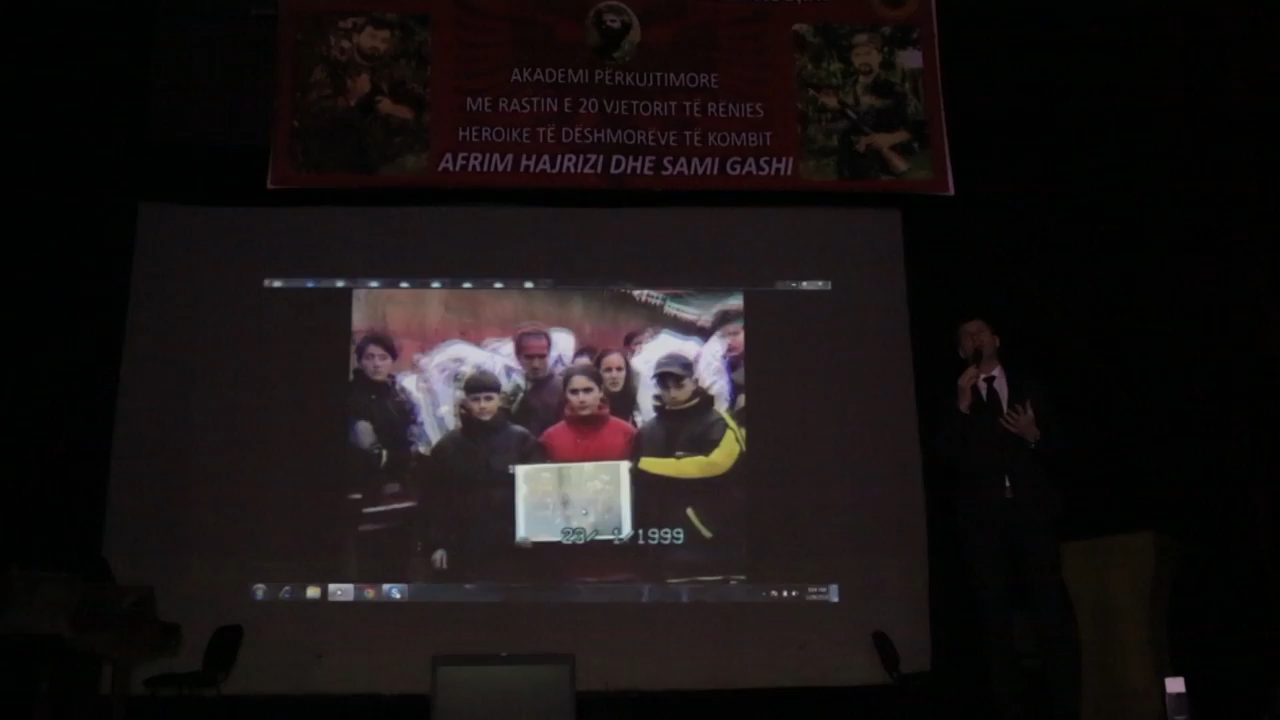 AKADEMI PËRKUJTIMORE
ME RASTIN E 20 VJETORIT TË RËNIES
HEROIKE TË DËSHMORËVE TË KOMBIT
AFRIM HAJRIZI DHE SAMI GASHI
23/ 1/1999